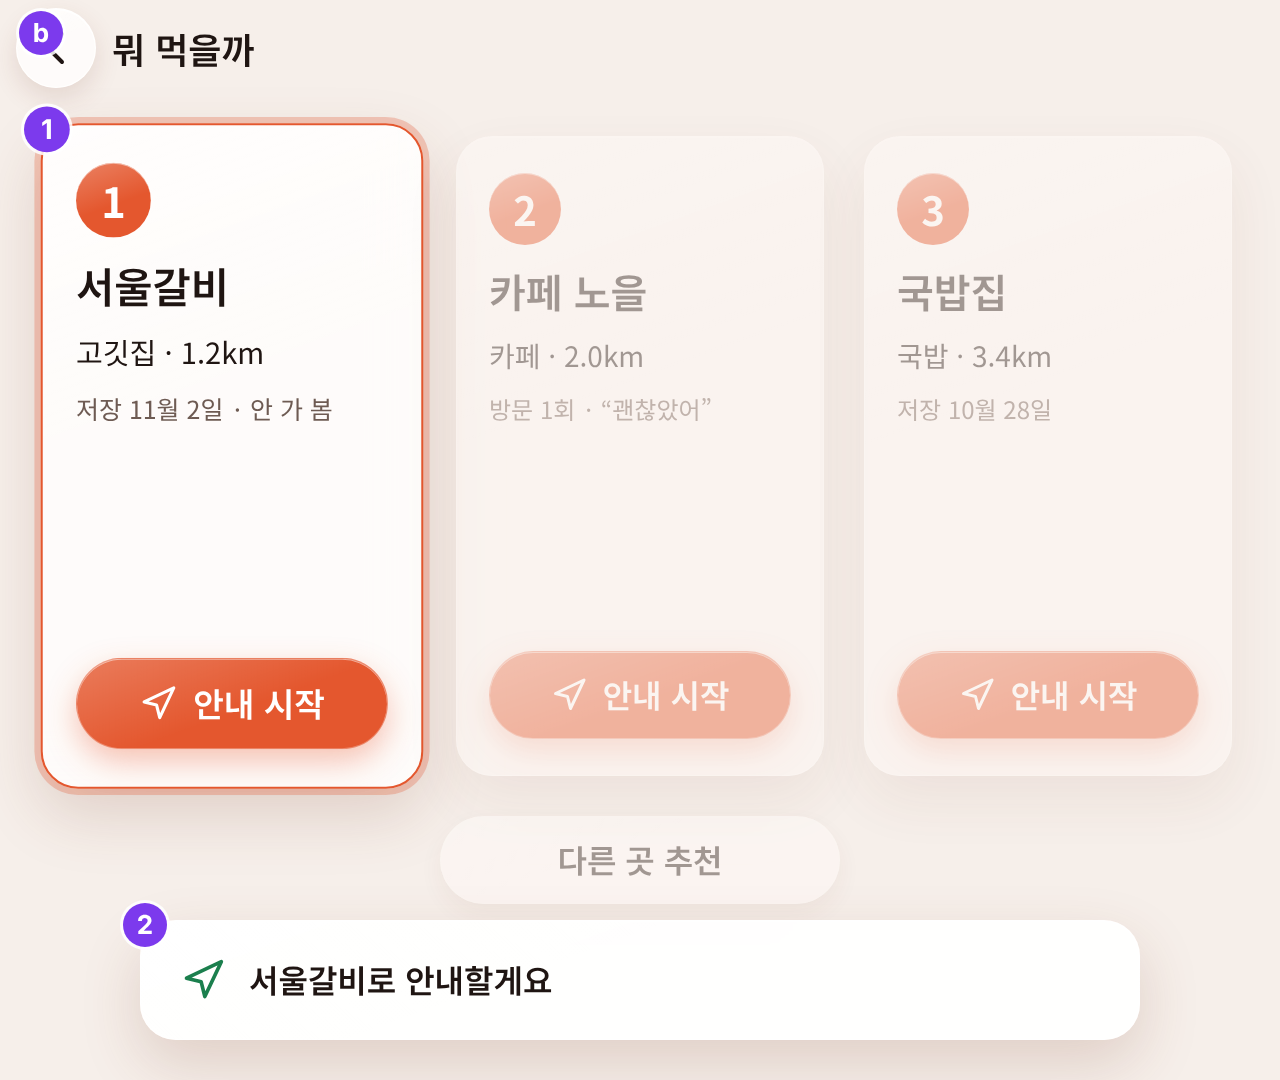 b
뭐 먹을까
1
1
서울갈비
고깃집 · 1.2km
저장 11월 2일 · 안 가 봄
안내 시작
2
카페 노을
카페 · 2.0km
방문 1회 · “괜찮았어”
안내 시작
3
국밥집
국밥 · 3.4km
저장 10월 28일
안내 시작
다른 곳 추천
2
서울갈비로 안내할게요